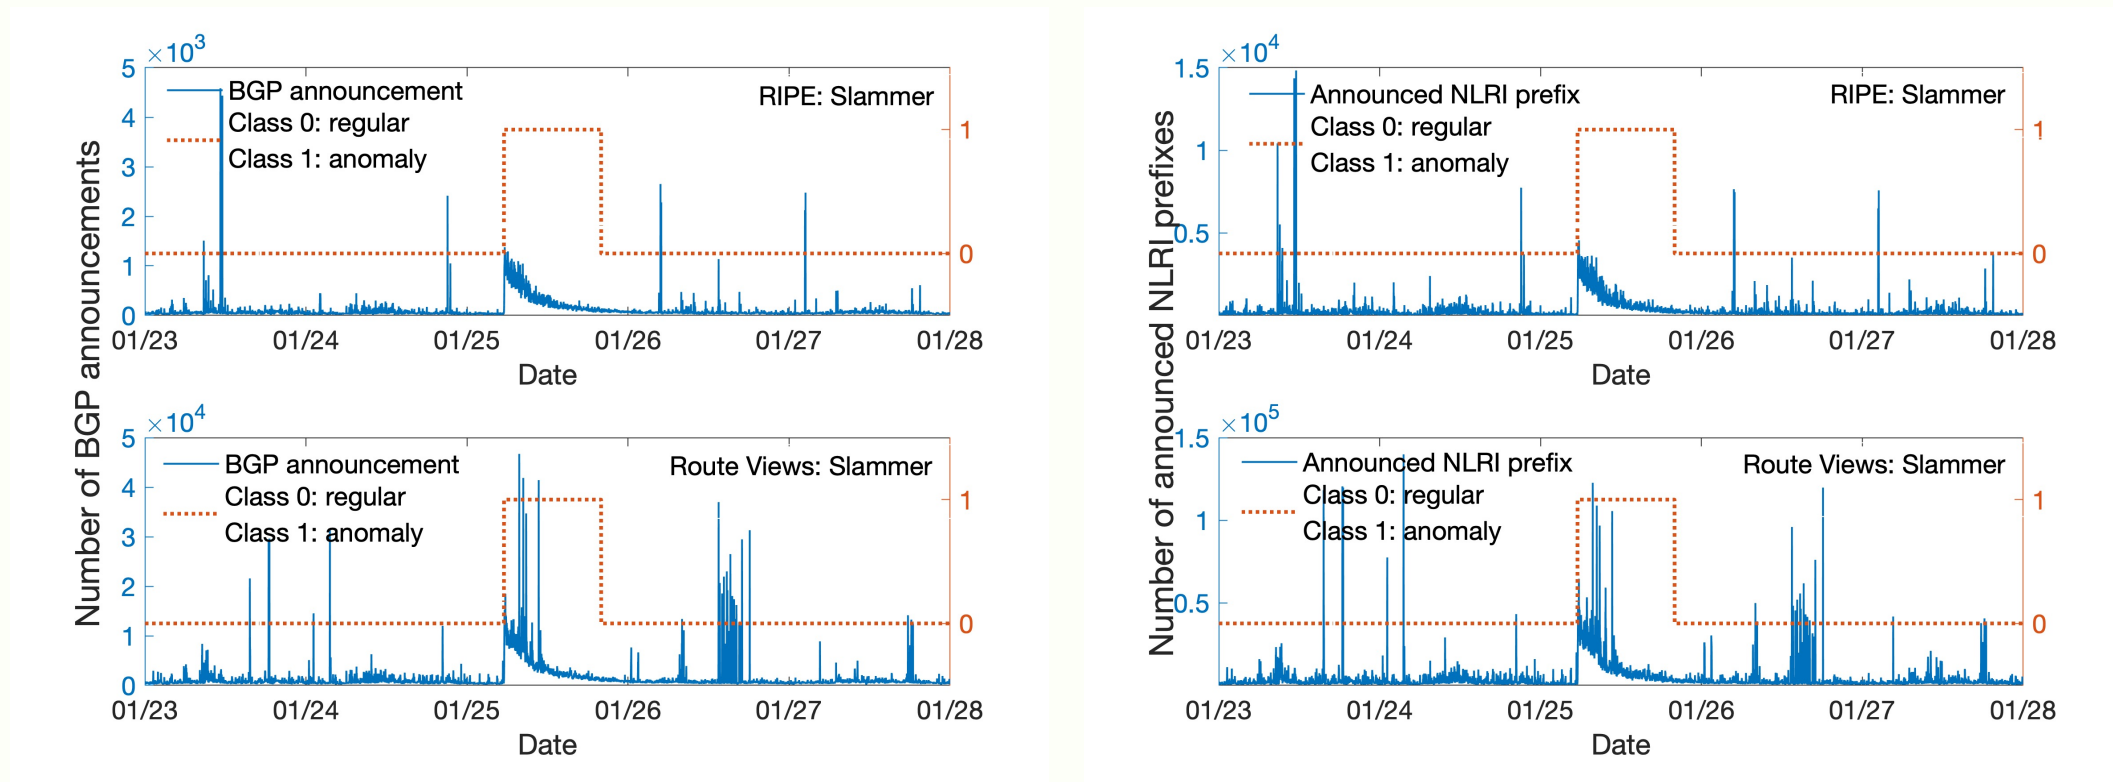 ×10³
5
4
3
2
1
0
BGP announcement
Class 0: regular
Class 1: anomaly
RIPE: Slammer
1
0
01/23 01/24 01/25 01/26 01/27 01/28
Date
Number of BGP announcements
×10⁴
5
4
3
2
1
0
BGP announcement
Class 0: regular
Class 1: anomaly
Route Views: Slammer
1
0
01/23 01/24 01/25 01/26 01/27 01/28
Date
×10⁴
1.5
1
0.5
Announced NLRI prefix
Class 0: regular
Class 1: anomaly
RIPE: Slammer
1
0
01/23 01/24 01/25 01/26 01/27 01/28
Date
Number of announced NLRI prefixes
×10⁵
1.5
1
0.5
Announced NLRI prefix
Class 0: regular
Class 1: anomaly
Route Views: Slammer
1
0
01/23 01/24 01/25 01/26 01/27 01/28
Date